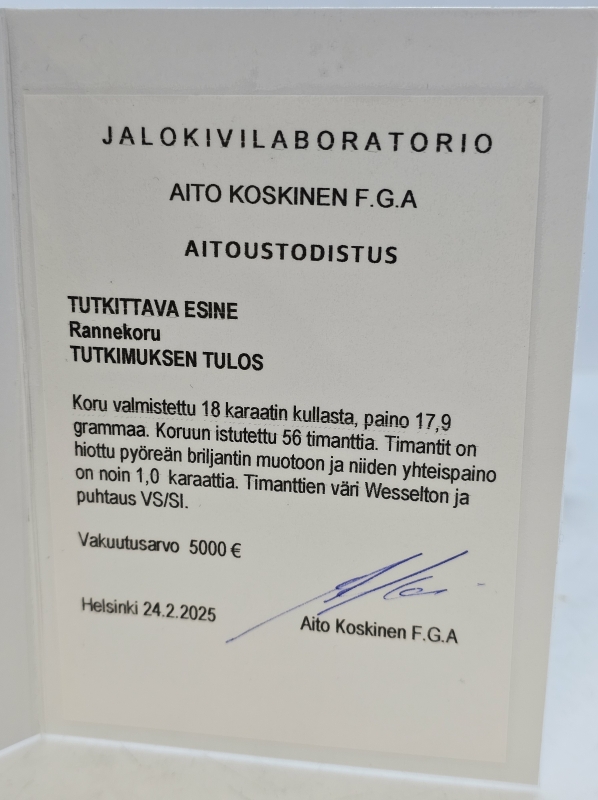 JALOKIVILABORATORIO
AITO KOSKINEN F.G.A
AITOUSTODISTUS
TUTKITTAVA ESINE
Rannekoru
TUTKIMUKSEN TULOS
Koru valmistettu 18 karaatin kullasta, paino 17,9
grammaa. Koruun istutettu 56 timanttia. Timantit on
hiottu pyöreän briljantin muotoon ja niiden yhteispaino
on noin 1,0 karaattia. Timanttien väri Wesselton ja
puhtaus VS/SI.
Vakuutusarvo 5000 €
Helsinki 24.2.2025
Aito Koskinen F.G.A